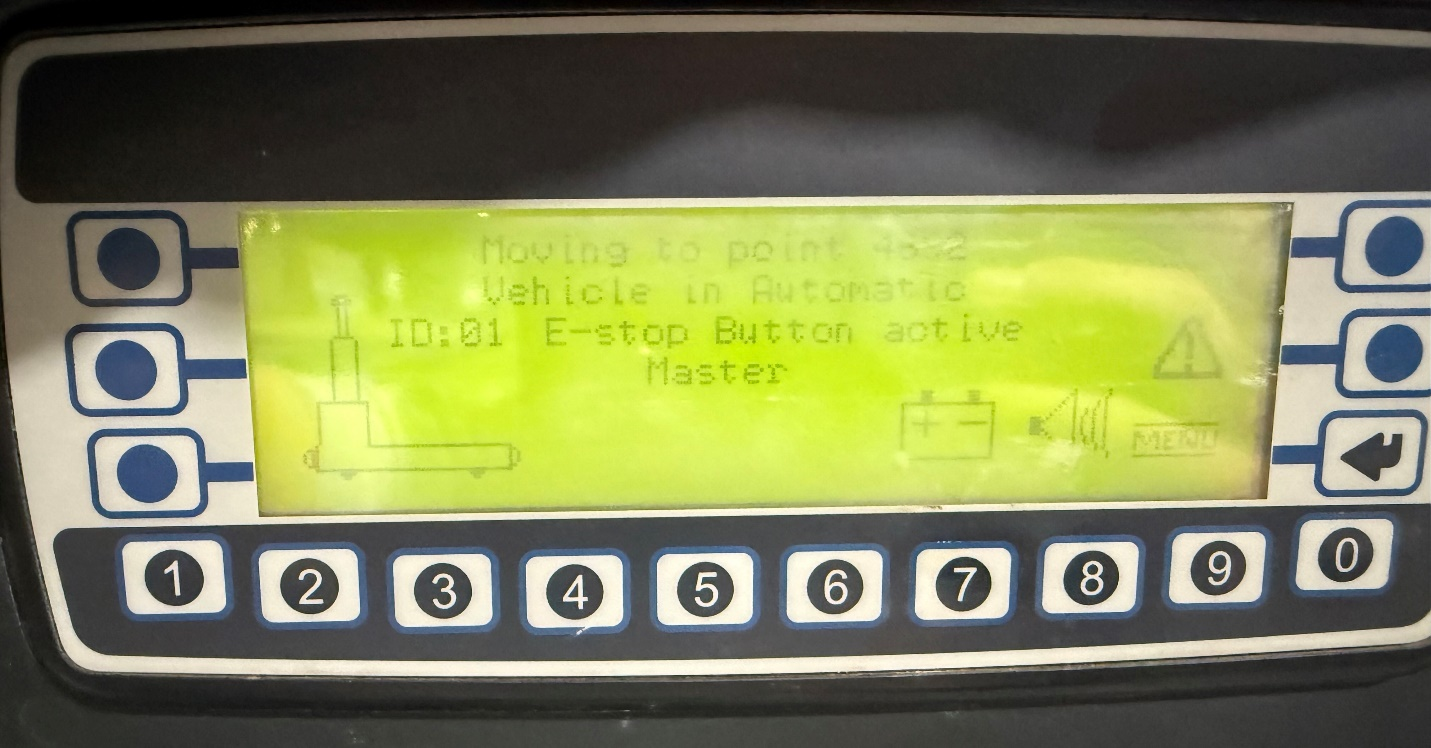 Moving to point
Vehicle in Automatic
ID:01 E-stop Button active
Master
MENU
1 2 3 4 5 6 7 8 9 0